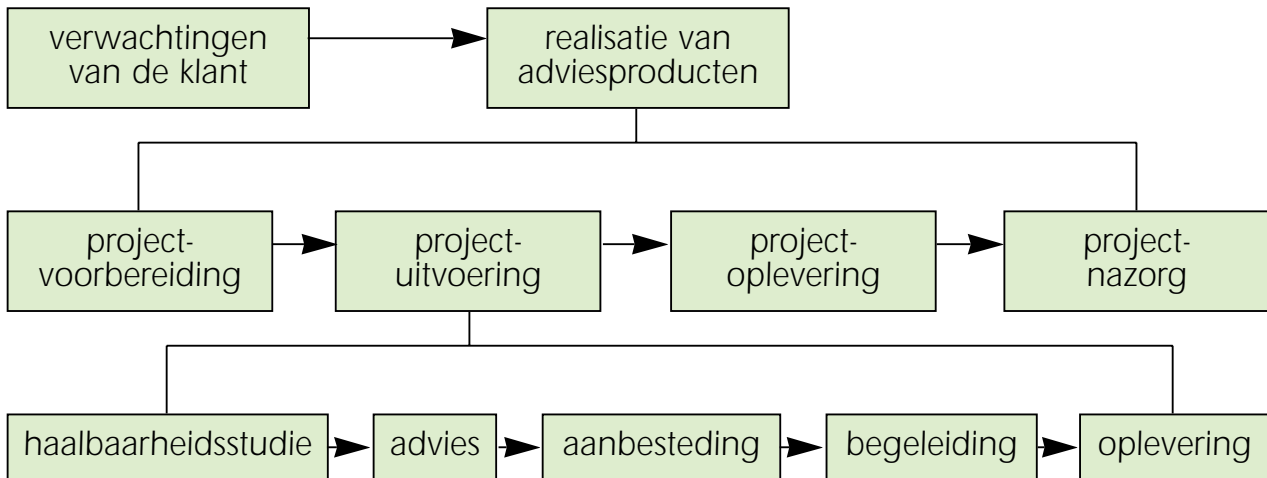 verwachtingen
van de klant
realisatie van
adviesproducten
project-
voorbereiding
project-
uitvoering
project-
oplevering
project-
nazorg
haalbaarheidsstudie
advies
aanbesteding
begeleiding
oplevering